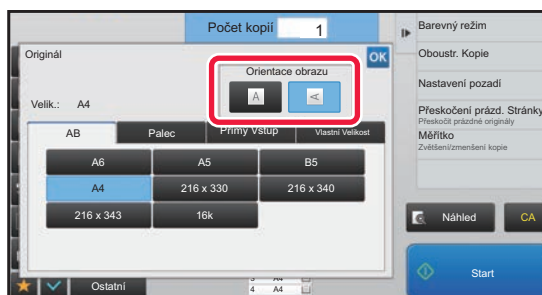 Počet kopií 1
Originál
OK
Orientace obrazu
A
A
Velik.: A4
AB
Palec
Přímý Vstup
Vlastní Velikost
A6
A5
B5
A4
216 x 330
216 x 340
216 x 343
16k
Ostatní
4 A4
Barevný režim
Oboustr. Kopie
Nastavení pozadí
Přeskočení prázd. Stránky
Přeskočit prázdné originály
Měřítko
Zvětšení/zmenšení kopie
Náhled
CA
Start